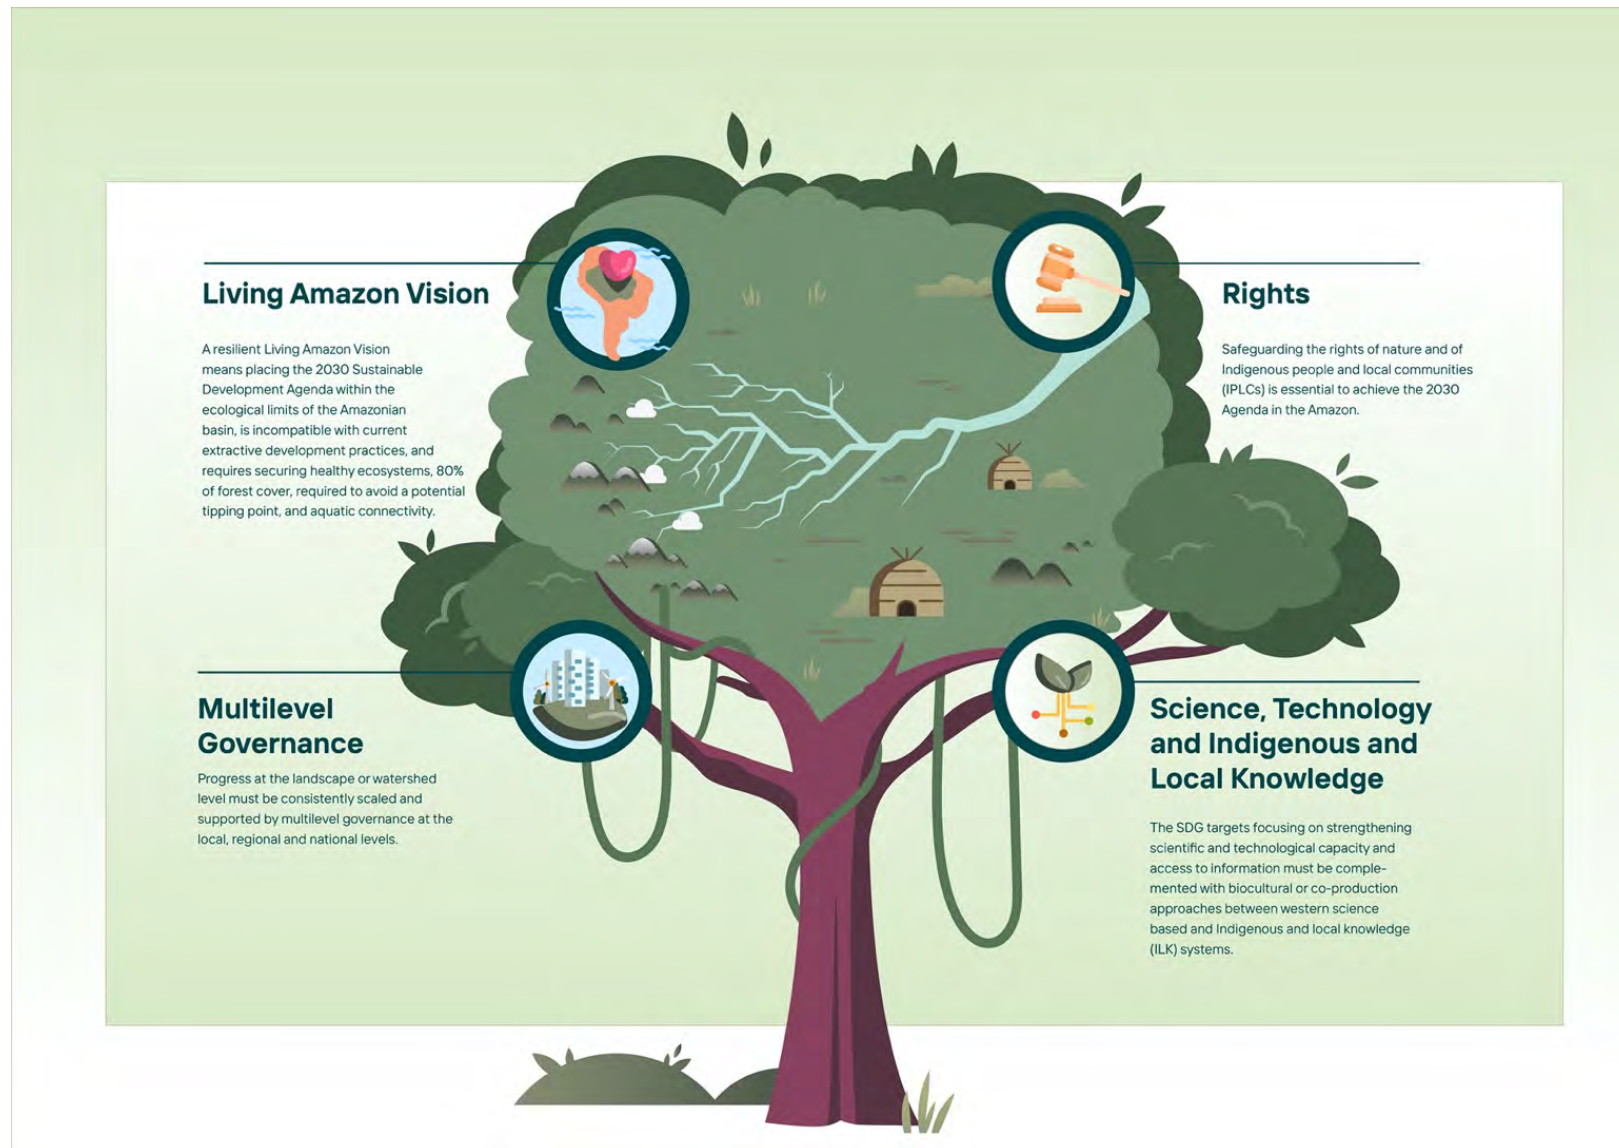 Living Amazon Vision
A resilient Living Amazon Vision
means placing the 2030 Sustainable
Development Agenda within the
ecological limits of the Amazonian
basin, is incompatible with current
extractive development practices, and
requires securing healthy ecosystems, 80%
of forest cover, required to avoid a potential
tipping point, and aquatic connectivity.
Rights
Safeguarding the rights of nature and of
Indigenous people and local communities
(IPLCs) is essential to achieve the 2030
Agenda in the Amazon.
Multilevel
Governance
Progress at the landscape or watershed
level must be consistently scaled and
supported by multilevel governance at the
local, regional and national levels.
Science, Technology
and Indigenous and
Local Knowledge
The SDG targets focusing on strengthening
scientific and technological capacity and
access to information must be comple-
mented with biocultural or co-production
approaches between western science
based and Indigenous and local knowledge
(ILK) systems.